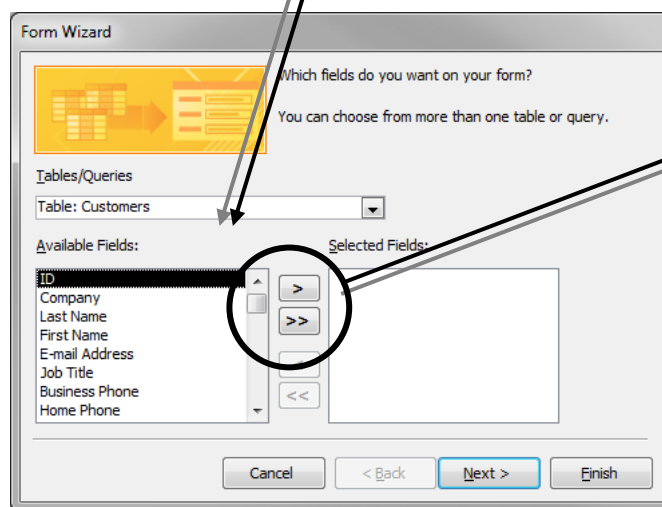 Form Wizard
Which fields do you want on your form?
You can choose from more than one table or query.
Tables/Queries
Table: Customers
Available Fields:
Selected Fields:
ID
Company
Last Name
First Name
E-mail Address
Job Title
Business Phone
Home Phone
>
>>
<
<<
Cancel
< Back
Next >
Finish